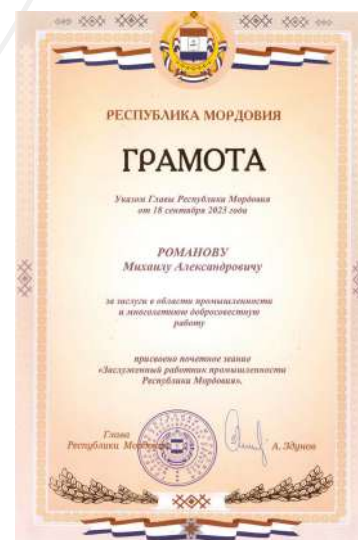 РЕСПУБЛИКА МОРДОВИЯ
ГРАМОТА
Указом Главы Республики Мордовия
от 18 сентября 2023 года
РОМАНОВУ
Михаилу Александровичу
за заслуги в области промышленности
и многолетнюю добросовестную
работу
присвоено почетное звание
«Заслуженный работник промышленности
Республики Мордовия».
Глава
Республики Мордовия
А. Здунов